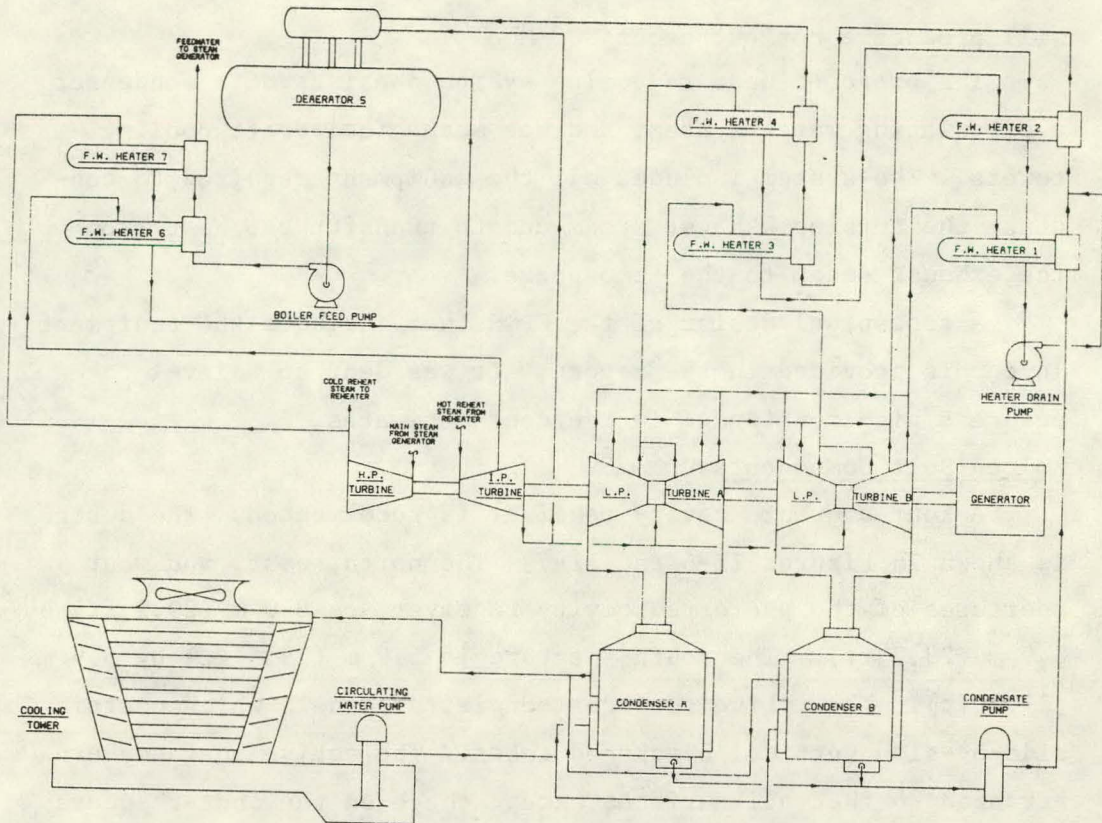 FEEDWATER
TO STEAM
GENERATOR
DEAERATOR 5
F.W. HEATER 7
F.W. HEATER 6
BOILER FEED PUMP
F.W. HEATER 4
F.W. HEATER 3
F.W. HEATER 2
F.W. HEATER 1
HEATER DRAIN
PUMP
COLD REHEAT
STEAM TO
REHEATER
MAIN STEAM
FROM STEAM
GENERATOR
HOT REHEAT
STEAM FROM
REHEATER
H.P.
TURBINE
I.P.
TURBINE
L.P.
TURBINE A
L.P.
TURBINE B
GENERATOR
COOLING
TOWER
CIRCULATING
WATER PUMP
CONDENSER A
CONDENSER B
CONDENSATE
PUMP